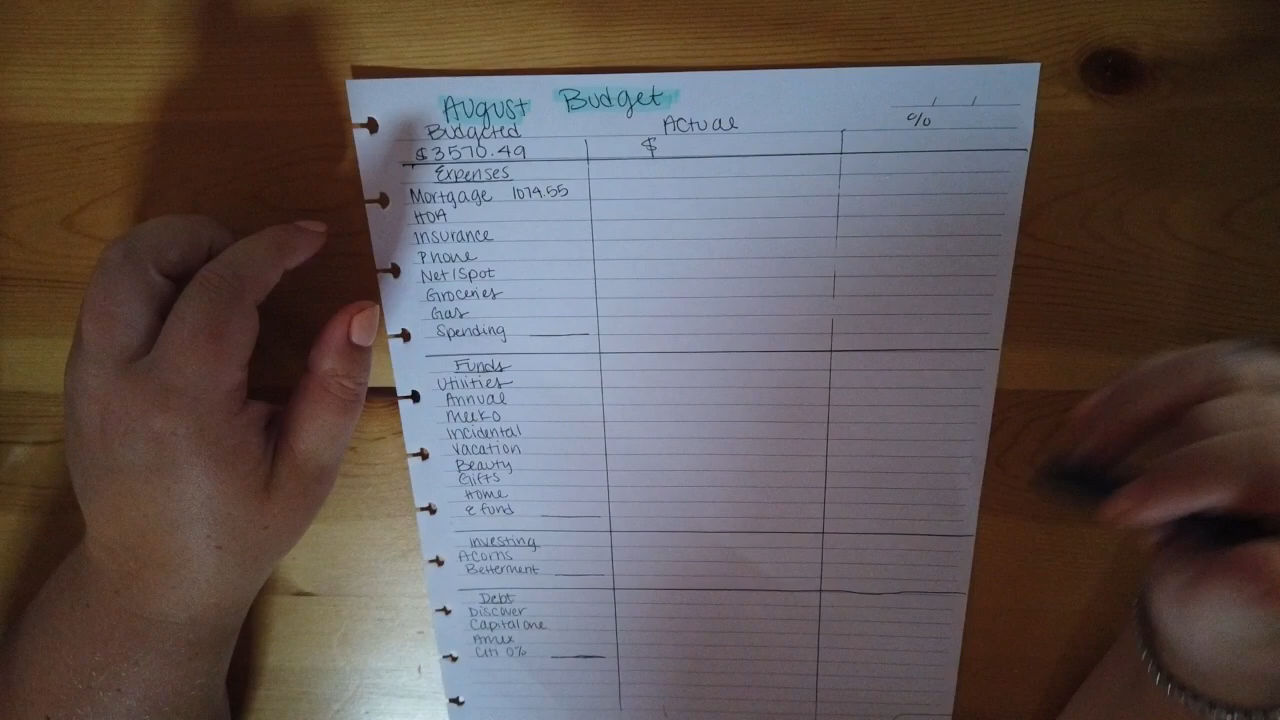 August Budget
Budgeted Actual %
$3570.49 $
Expenses
Mortgage 1074.55
HOA
Insurance
Phone
Net/Spot
Groceries
Gas
Spending
Funds
Utilities
Annual
Meeko
Incidental
Vacation
Beauty
Gifts
Home
e fund
Investing
Acorns
Betterment
Debt
Discover
Capital one
Amex
Citi 0%